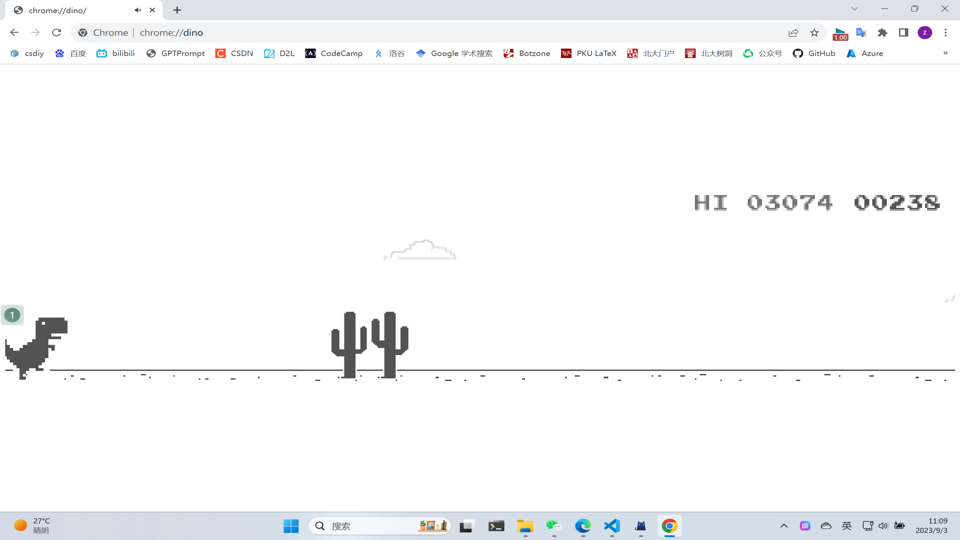 chrome://dino/
Chrome | chrome://dino
1.00
z
csdiy 百度 bilibili GPTPrompt CSDN D2L CodeCamp 洛谷 Google 学术搜索 Botzone PKU LaTeX 北大门户 北大树洞 公众号 GitHub Azure »
HI 03074 00238
1
27°C
晴朗
搜索
英
11:09
2023/9/3